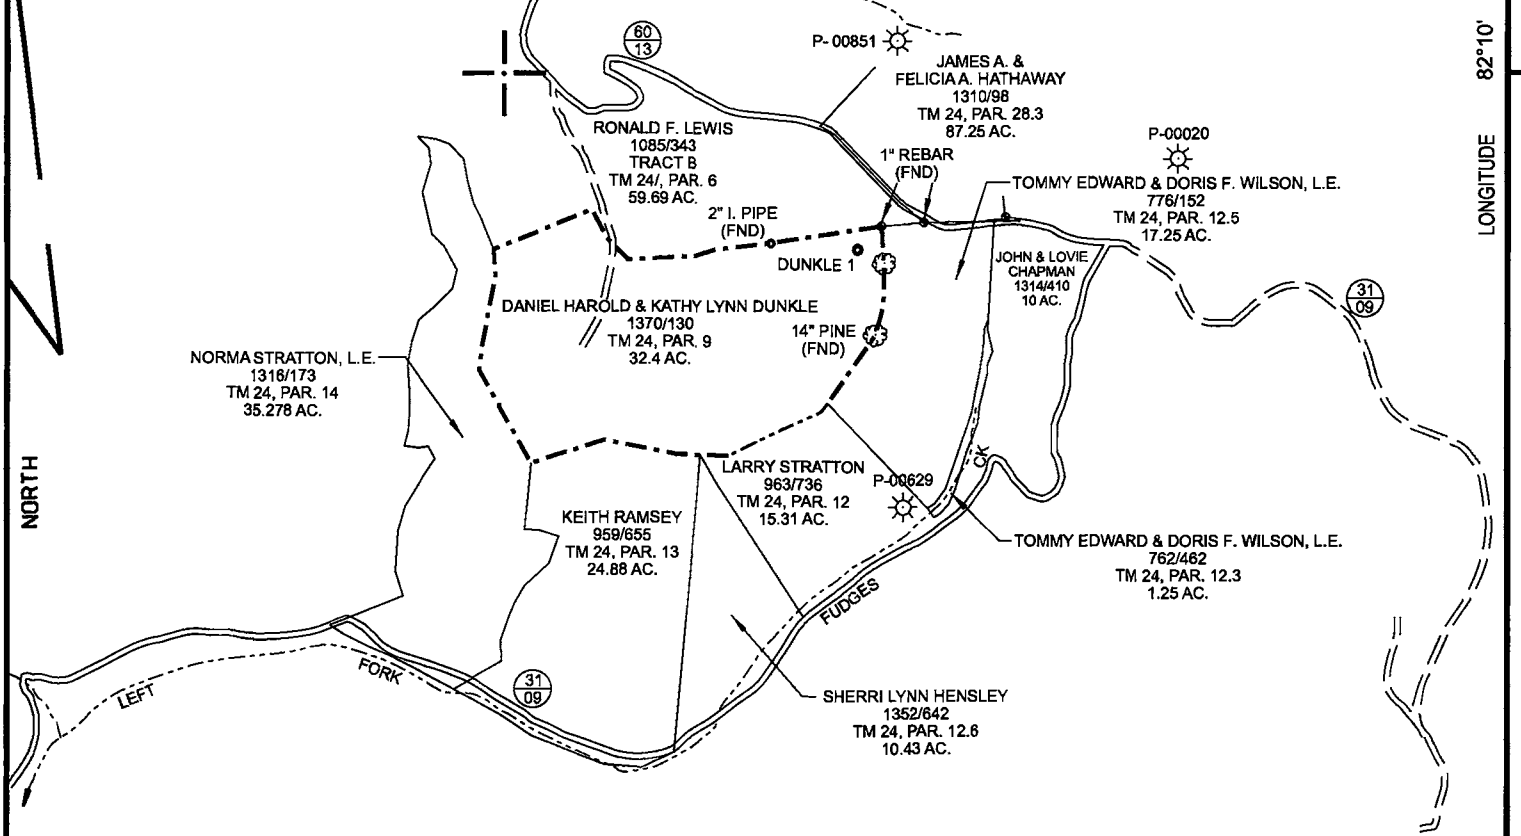 60
13
P-00851
82°10'
LONGITUDE
JAMES A. &
FELICIA A. HATHAWAY
1310/98
TM 24, PAR. 28.3
87.25 AC.
RONALD F. LEWIS
1085/343
TRACT B
TM 24/, PAR. 6
59.69 AC.
P-00020
1" REBAR
(FND)
TOMMY EDWARD & DORIS F. WILSON, L.E.
776/152
TM 24, PAR. 12.5
17.25 AC.
2" I. PIPE
(FND)
DUNKLE 1
JOHN & LOVIE
CHAPMAN
1314/410
10 AC.
31
09
DANIEL HAROLD & KATHY LYNN DUNKLE
1370/130
TM 24, PAR. 9
32.4 AC.
14" PINE
(FND)
NORMA STRATTON, L.E.
1316/173
TM 24, PAR. 14
35.278 AC.
NORTH
LARRY STRATTON
963/736
TM 24, PAR. 12
15.31 AC.
P-00629
CK
KEITH RAMSEY
959/655
TM 24, PAR. 13
24.88 AC.
TOMMY EDWARD & DORIS F. WILSON, L.E.
762/462
TM 24, PAR. 12.3
1.25 AC.
FUDGES
FORK
LEFT
31
09
SHERRI LYNN HENSLEY
1352/642
TM 24, PAR. 12.6
10.43 AC.